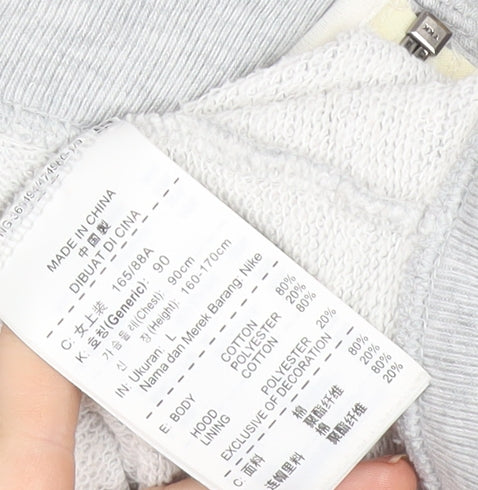 MADE IN CHINA
中国製
DIBUAT DI CINA
C: 女上装 165/88A
K: 호칭(Generic): 90
가슴둘레(Chest): 90cm
신 장(Height): 160-170cm
IN: Ukuran: L
Nama dan Merek Barang: Nike
E: BODY COTTON 80%
POLYESTER 20%
HOOD LINING COTTON
POLYESTER 20%
EXCLUSIVE OF DECORATION
C 面料 棉 80%
聚酯纤维 20%
连帽里料 棉 80%
聚酯纤维 20%
YKK